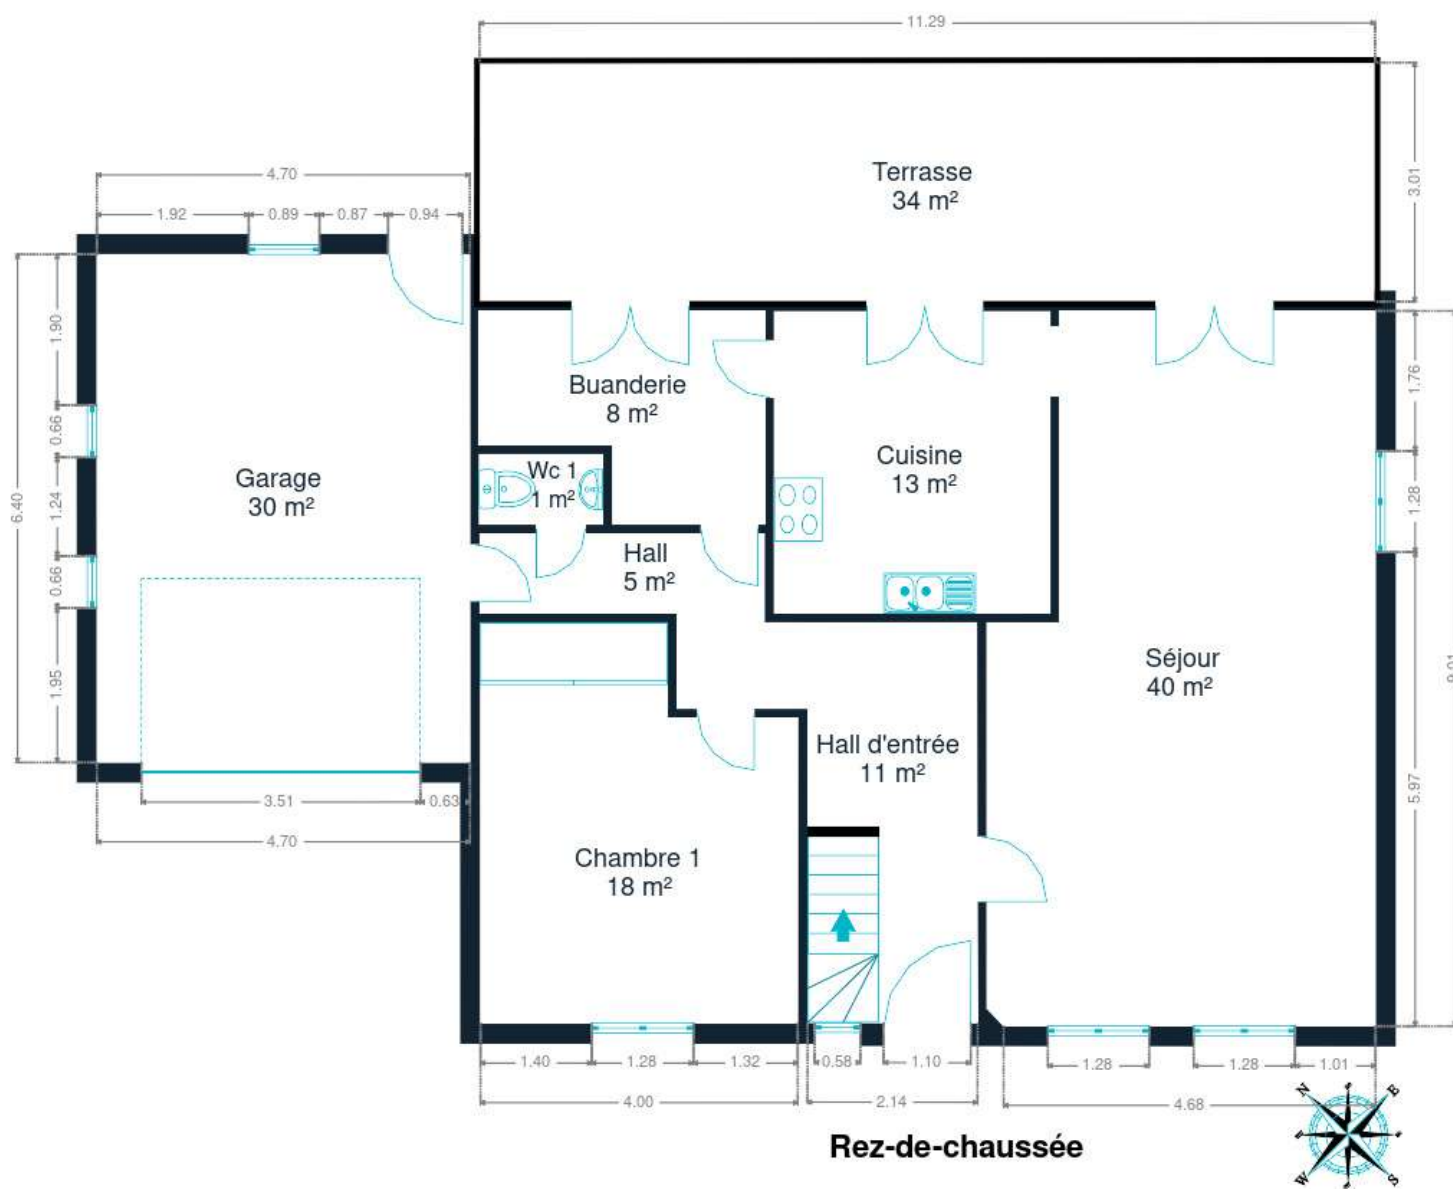 11.29
3.01
Terrasse
34 m²
4.70
1.92
0.89
0.87
0.94
1.90
0.66
1.24
0.66
1.95
6.40
Garage
30 m²
Buanderie
8 m²
Wc 1
1 m²
Hall
5 m²
Cuisine
13 m²
1.76
1.28
5.97
Séjour
40 m²
Hall d'entrée
11 m²
3.51
0.63
4.70
Chambre 1
18 m²
1.40
1.28
1.32
0.58
1.10
1.28
1.28
1.01
4.00
2.14
4.68
Rez-de-chaussée
N
E
W
S